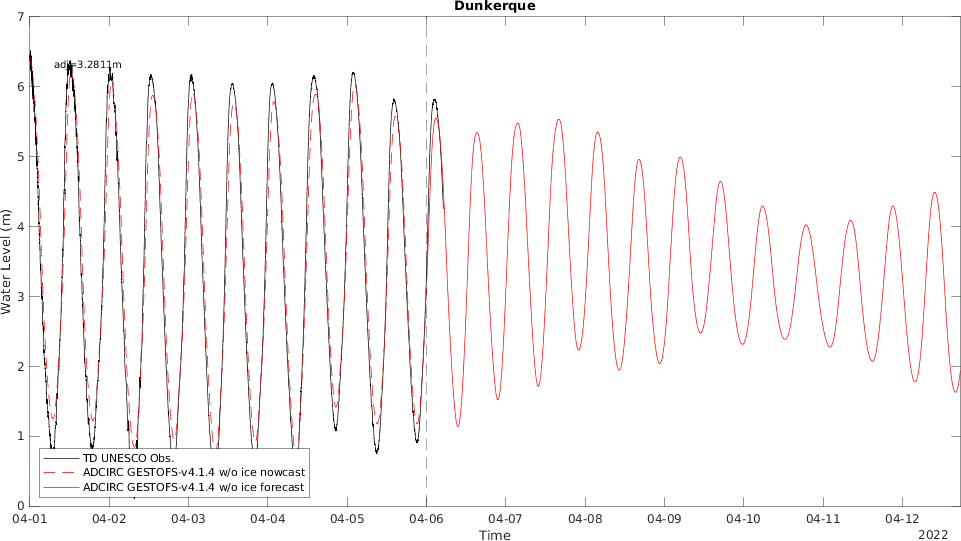 Dunkerque
7
6
5
4
3
2
1
0
Water Level (m)
adj=3.2811m
TD UNESCO Obs.
ADCIRC GESTOFS-v4.1.4 w/o ice nowcast
ADCIRC GESTOFS-v4.1.4 w/o ice forecast
04-01 04-02 04-03 04-04 04-05 04-06 04-07 04-08 04-09 04-10 04-11 04-12
Time
2022